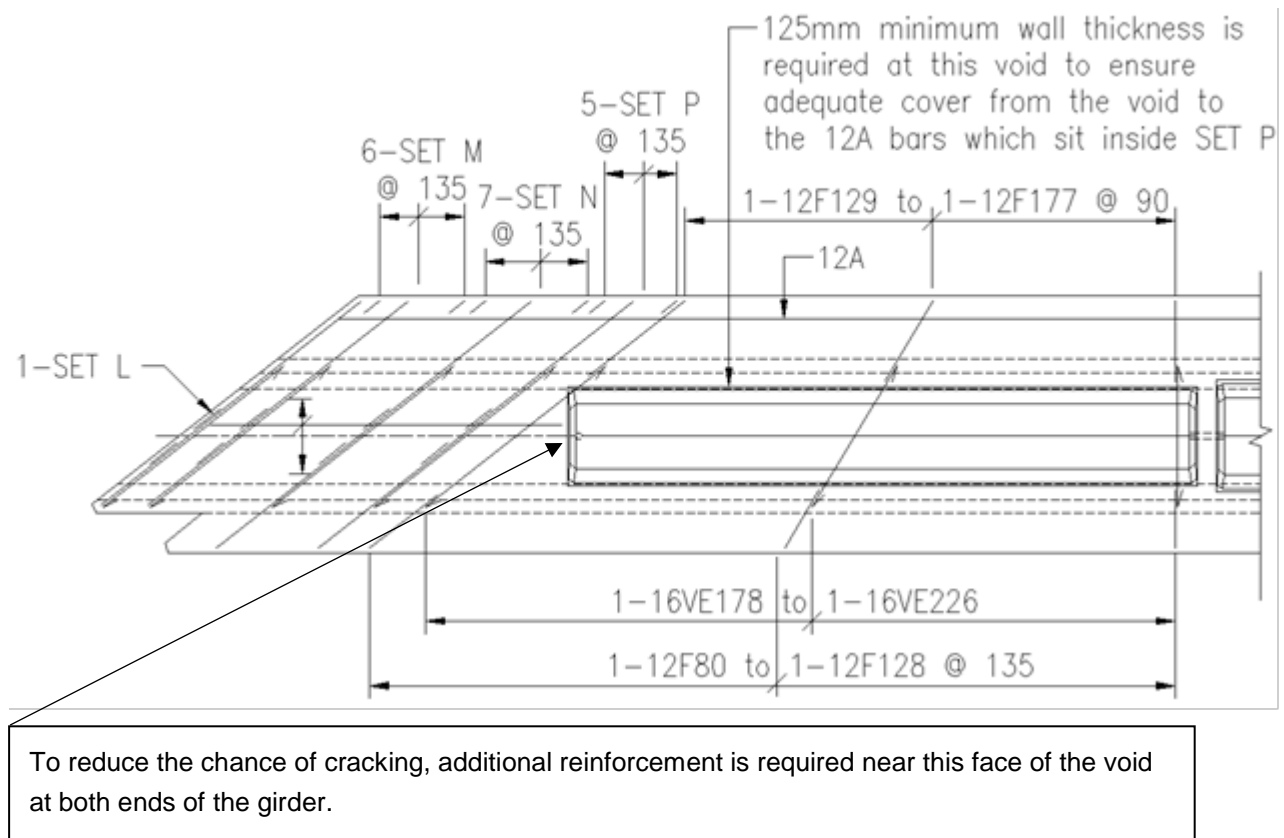 125mm minimum wall thickness is
required at this void to ensure
adequate cover from the void to
the 12A bars which sit inside SET P
5-SET P
@ 135
6-SET M
@ 135
7-SET N
@ 135
1-12F129 to 1-12F177 @ 90
12A
1-SET L
1-16VE178 to 1-16VE226
1-12F80 to 1-12F128 @ 135
To reduce the chance of cracking, additional reinforcement is required near this face of the void
at both ends of the girder.